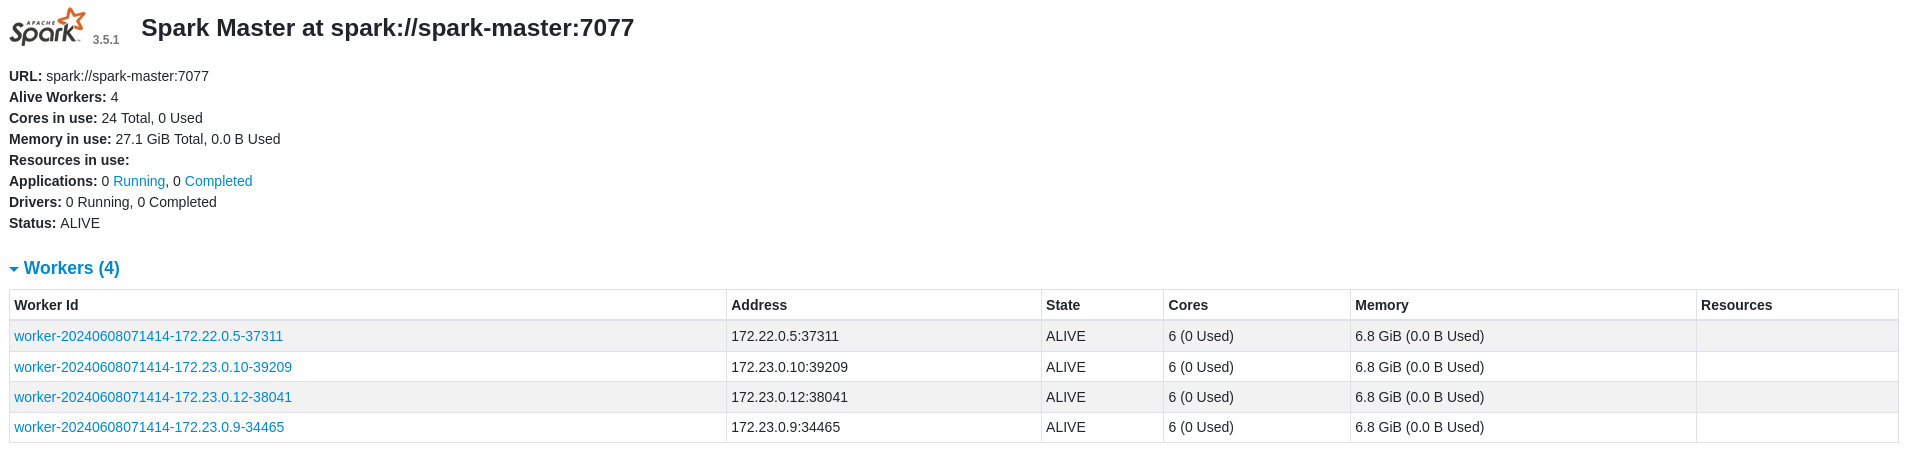 APACHE
Spark 3.5.1 Spark Master at spark://spark-master:7077
URL: spark://spark-master:7077
Alive Workers: 4
Cores in use: 24 Total, 0 Used
Memory in use: 27.1 GiB Total, 0.0 B Used
Resources in use:
Applications: 0 Running, 0 Completed
Drivers: 0 Running, 0 Completed
Status: ALIVE
Workers (4)
Worker Id Address State Cores Memory Resources
worker-20240608071414-172.22.0.5-37311 172.22.0.5:37311 ALIVE 6 (0 Used) 6.8 GiB (0.0 B Used)
worker-20240608071414-172.23.0.10-39209 172.23.0.10:39209 ALIVE 6 (0 Used) 6.8 GiB (0.0 B Used)
worker-20240608071414-172.23.0.12-38041 172.23.0.12:38041 ALIVE 6 (0 Used) 6.8 GiB (0.0 B Used)
worker-20240608071414-172.23.0.9-34465 172.23.0.9:34465 ALIVE 6 (0 Used) 6.8 GiB (0.0 B Used)